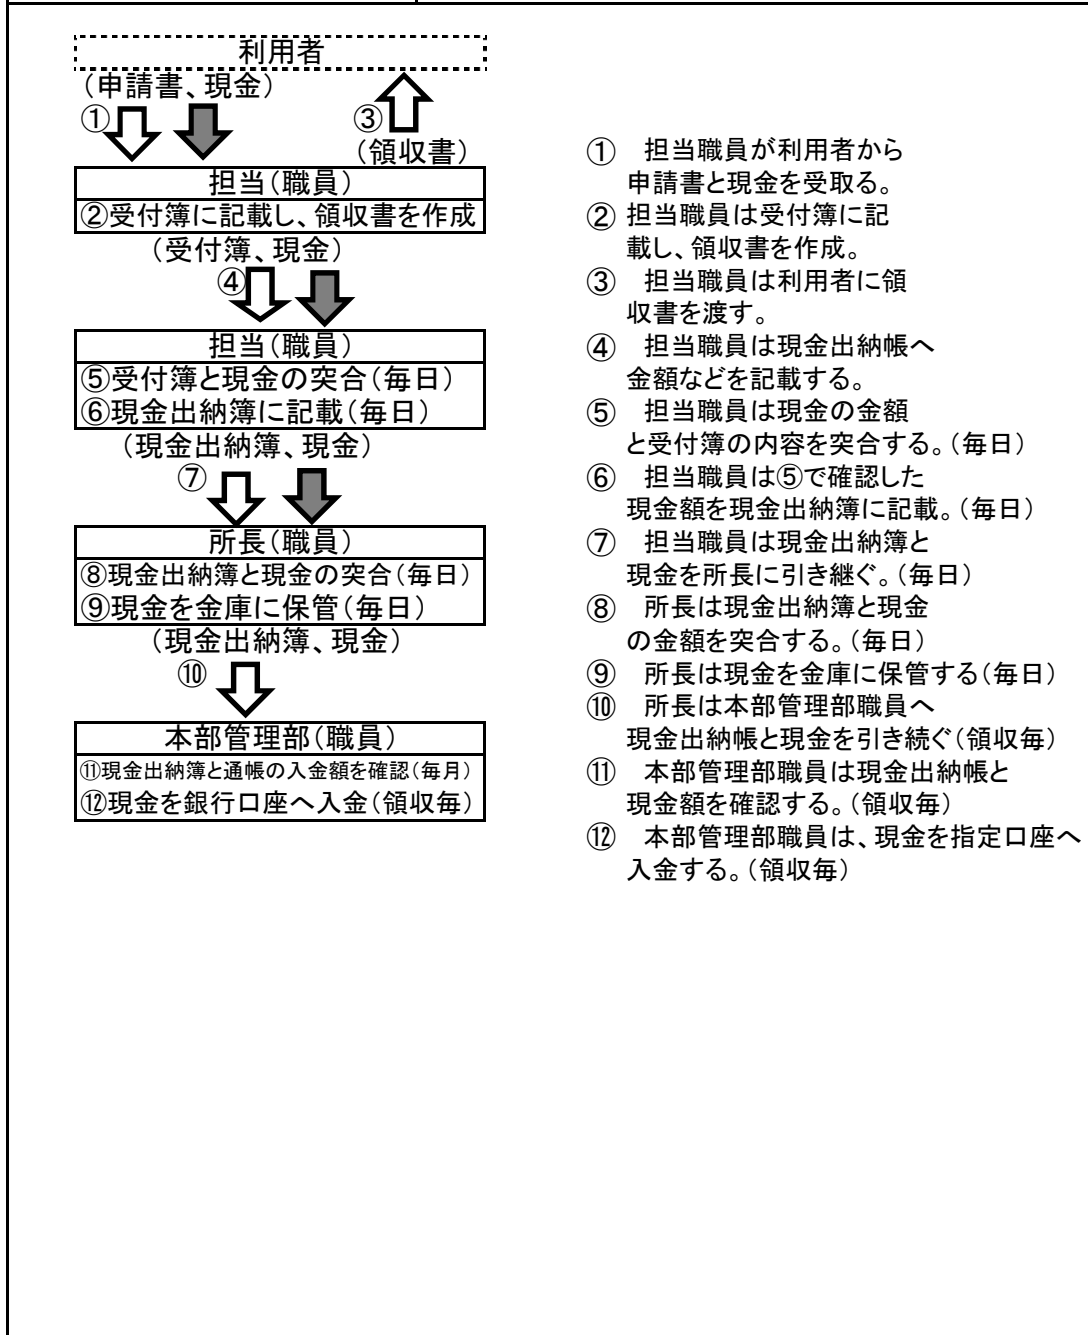 利用者
（申請書、現金）
①
③
（領収書）
担当（職員）
②受付簿に記載し、領収書を作成
（受付簿、現金）
④
担当（職員）
⑤受付簿と現金の突合（毎日）
⑥現金出納簿に記載（毎日）
（現金出納簿、現金）
⑦
所長（職員）
⑧現金出納簿と現金の突合（毎日）
⑨現金を金庫に保管（毎日）
（現金出納簿、現金）
⑩
本部管理部（職員）
⑪現金出納簿と通帳の入金額を確認（毎月）
⑫現金を銀行口座へ入金（領収毎）
①　担当職員が利用者から
申請書と現金を受取る。
② 担当職員は受付簿に記
載し、領収書を作成。
③　担当職員は利用者に領
収書を渡す。
④　担当職員は現金出納帳へ
金額などを記載する。
⑤　担当職員は現金の金額
と受付簿の内容を突合する。（毎日）
⑥　担当職員は⑤で確認した
現金額を現金出納簿に記載。（毎日）
⑦　担当職員は現金出納簿と
現金を所長に引き継ぐ。（毎日）
⑧　所長は現金出納簿と現金
の金額を突合する。（毎日）
⑨　所長は現金を金庫に保管する（毎日）
⑩　所長は本部管理部職員へ
現金出納帳と現金を引き続ぐ（領収毎）
⑪　本部管理部職員は現金出納帳と
現金額を確認する。（領収毎）
⑫　本部管理部職員は、現金を指定口座へ
入金する。（領収毎）